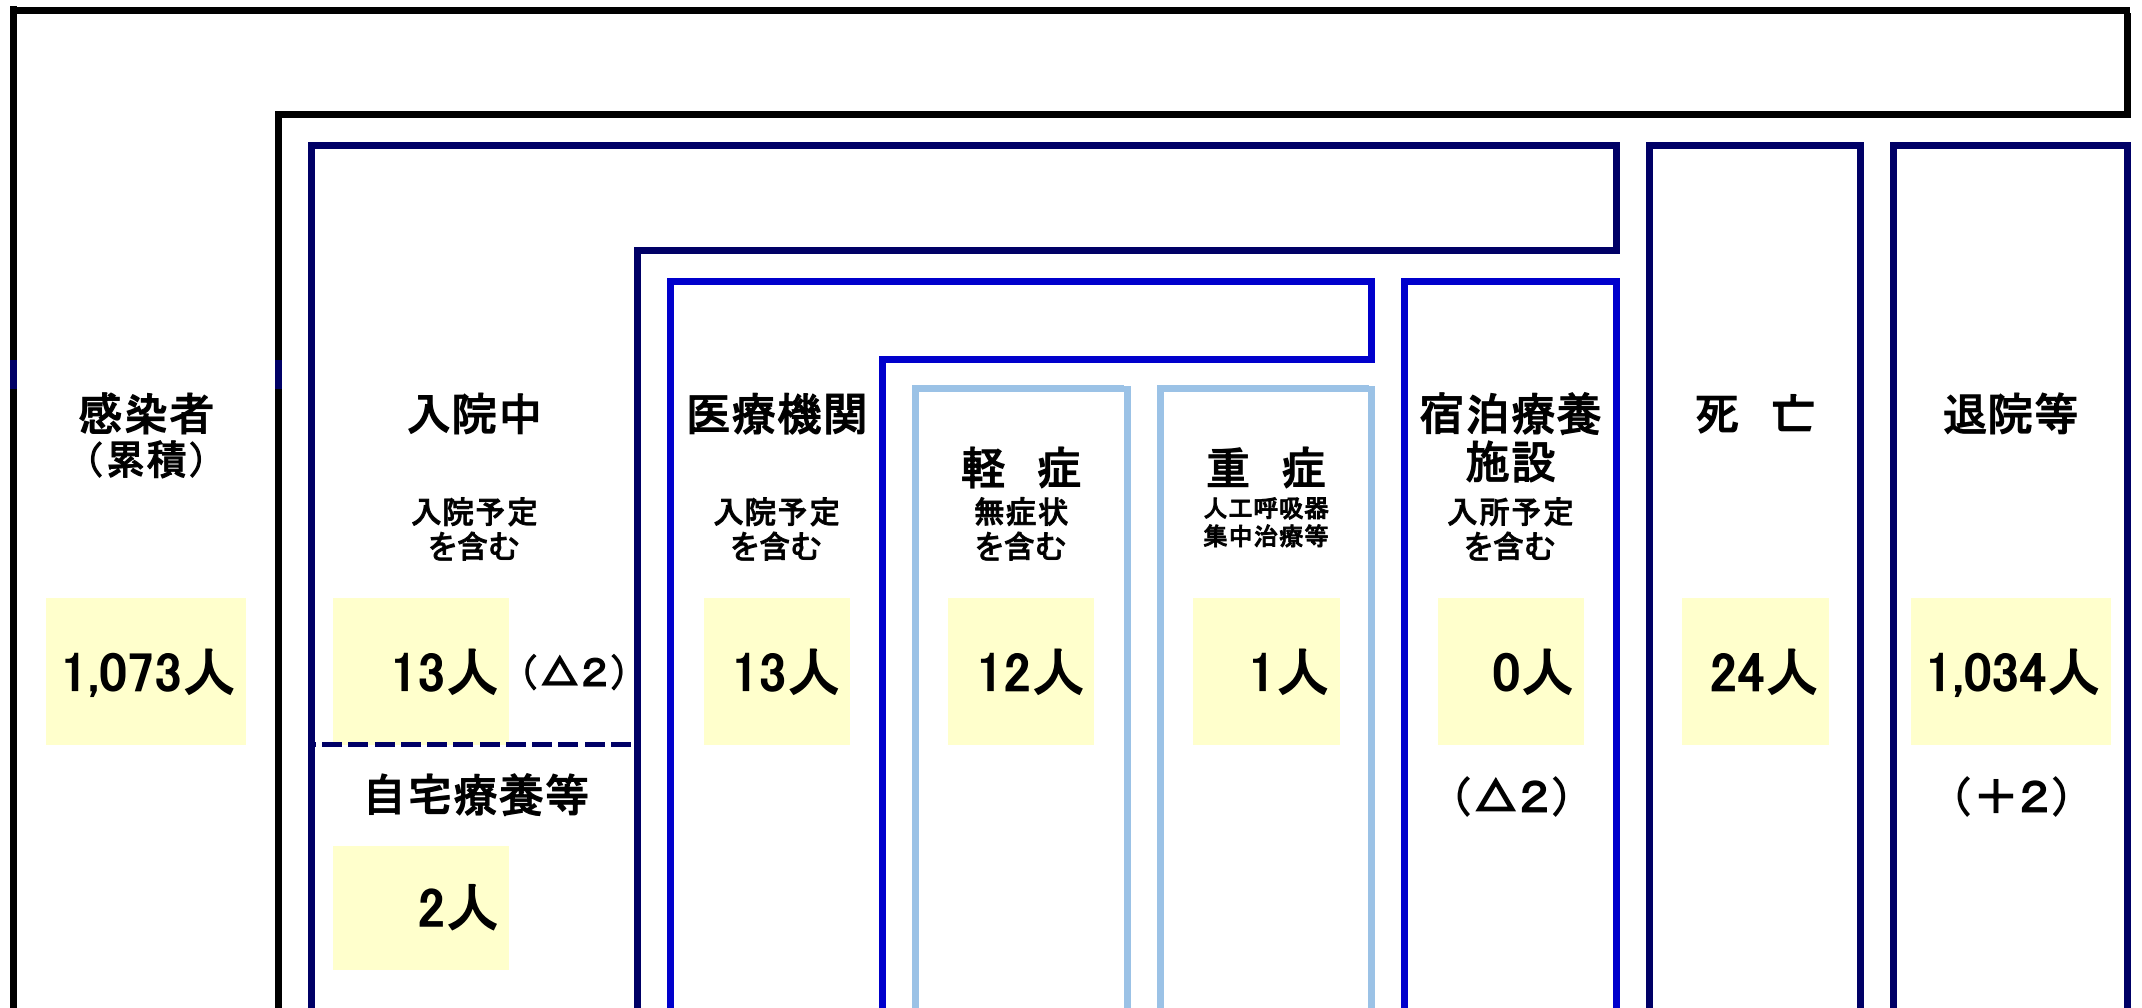 感染者
（累積）
1,073人
入院中
入院予定
を含む
13人（△2）
自宅療養等
2人
医療機関
入院予定
を含む
13人
軽　症
無症状
を含む
12人
重　症
人工呼吸器
集中治療等
1人
宿泊療養
施設
入所予定
を含む
0人
（△2）
死　亡
24人
退院等
1,034人
（＋2）